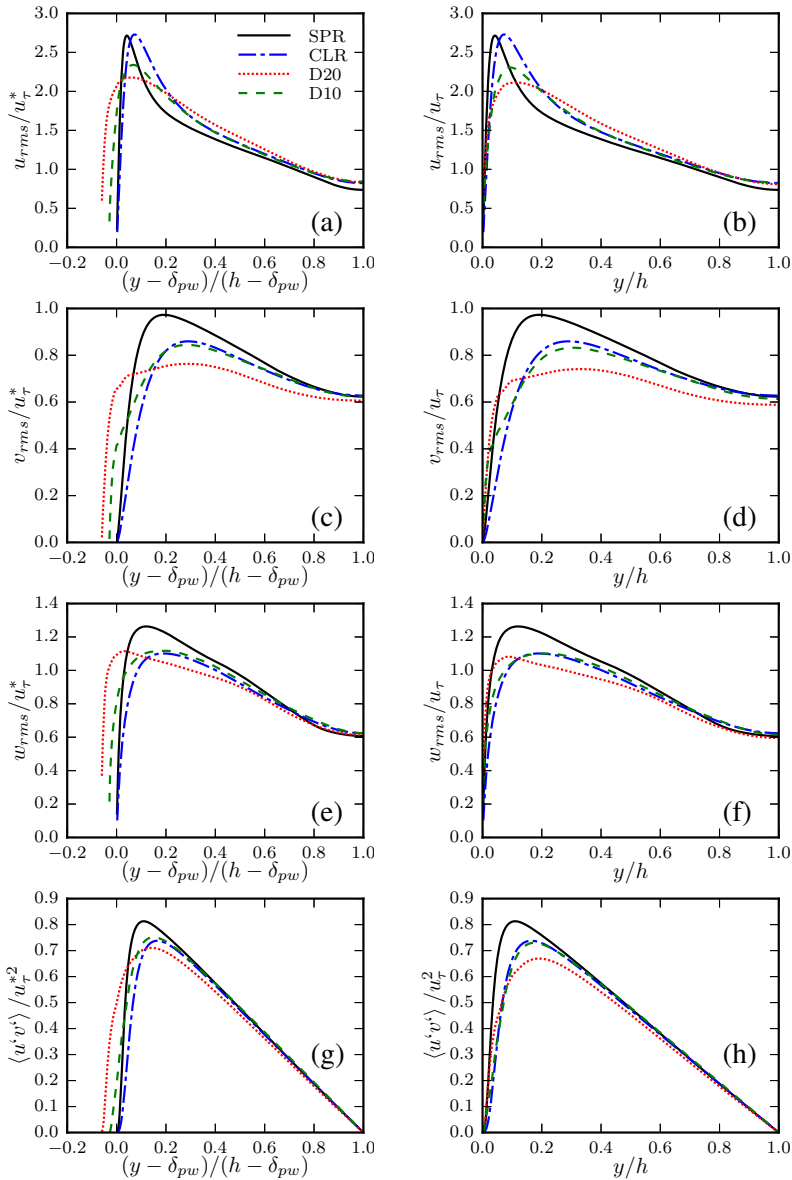 3.0
2.5
2.0
1.5
1.0
0.5
0.0
u_rms/u_τ^*
SPR
CLR
D20
D10
(a)
−0.2 0.0 0.2 0.4 0.6 0.8 1.0
(y − δ_pw)/(h − δ_pw)
3.0
2.5
2.0
1.5
1.0
0.5
0.0
u_rms/u_τ
(b)
0.0 0.2 0.4 0.6 0.8 1.0
y/h
1.0
0.8
0.6
0.4
0.2
0.0
v_rms/u_τ^*
(c)
−0.2 0.0 0.2 0.4 0.6 0.8 1.0
(y − δ_pw)/(h − δ_pw)
1.0
0.8
0.6
0.4
0.2
0.0
v_rms/u_τ
(d)
0.0 0.2 0.4 0.6 0.8 1.0
y/h
1.4
1.2
1.0
0.8
0.6
0.4
0.2
0.0
w_rms/u_τ^*
(e)
−0.2 0.0 0.2 0.4 0.6 0.8 1.0
(y − δ_pw)/(h − δ_pw)
1.4
1.2
1.0
0.8
0.6
0.4
0.2
0.0
w_rms/u_τ
(f)
0.0 0.2 0.4 0.6 0.8 1.0
y/h
0.9
0.8
0.7
0.6
0.5
0.4
0.3
0.2
0.1
0.0
⟨u‘v‘⟩/u_τ^*2
(g)
−0.2 0.0 0.2 0.4 0.6 0.8 1.0
(y − δ_pw)/(h − δ_pw)
0.9
0.8
0.7
0.6
0.5
0.4
0.3
0.2
0.1
0.0
⟨u‘v‘⟩/u_τ^2
(h)
0.0 0.2 0.4 0.6 0.8 1.0
y/h